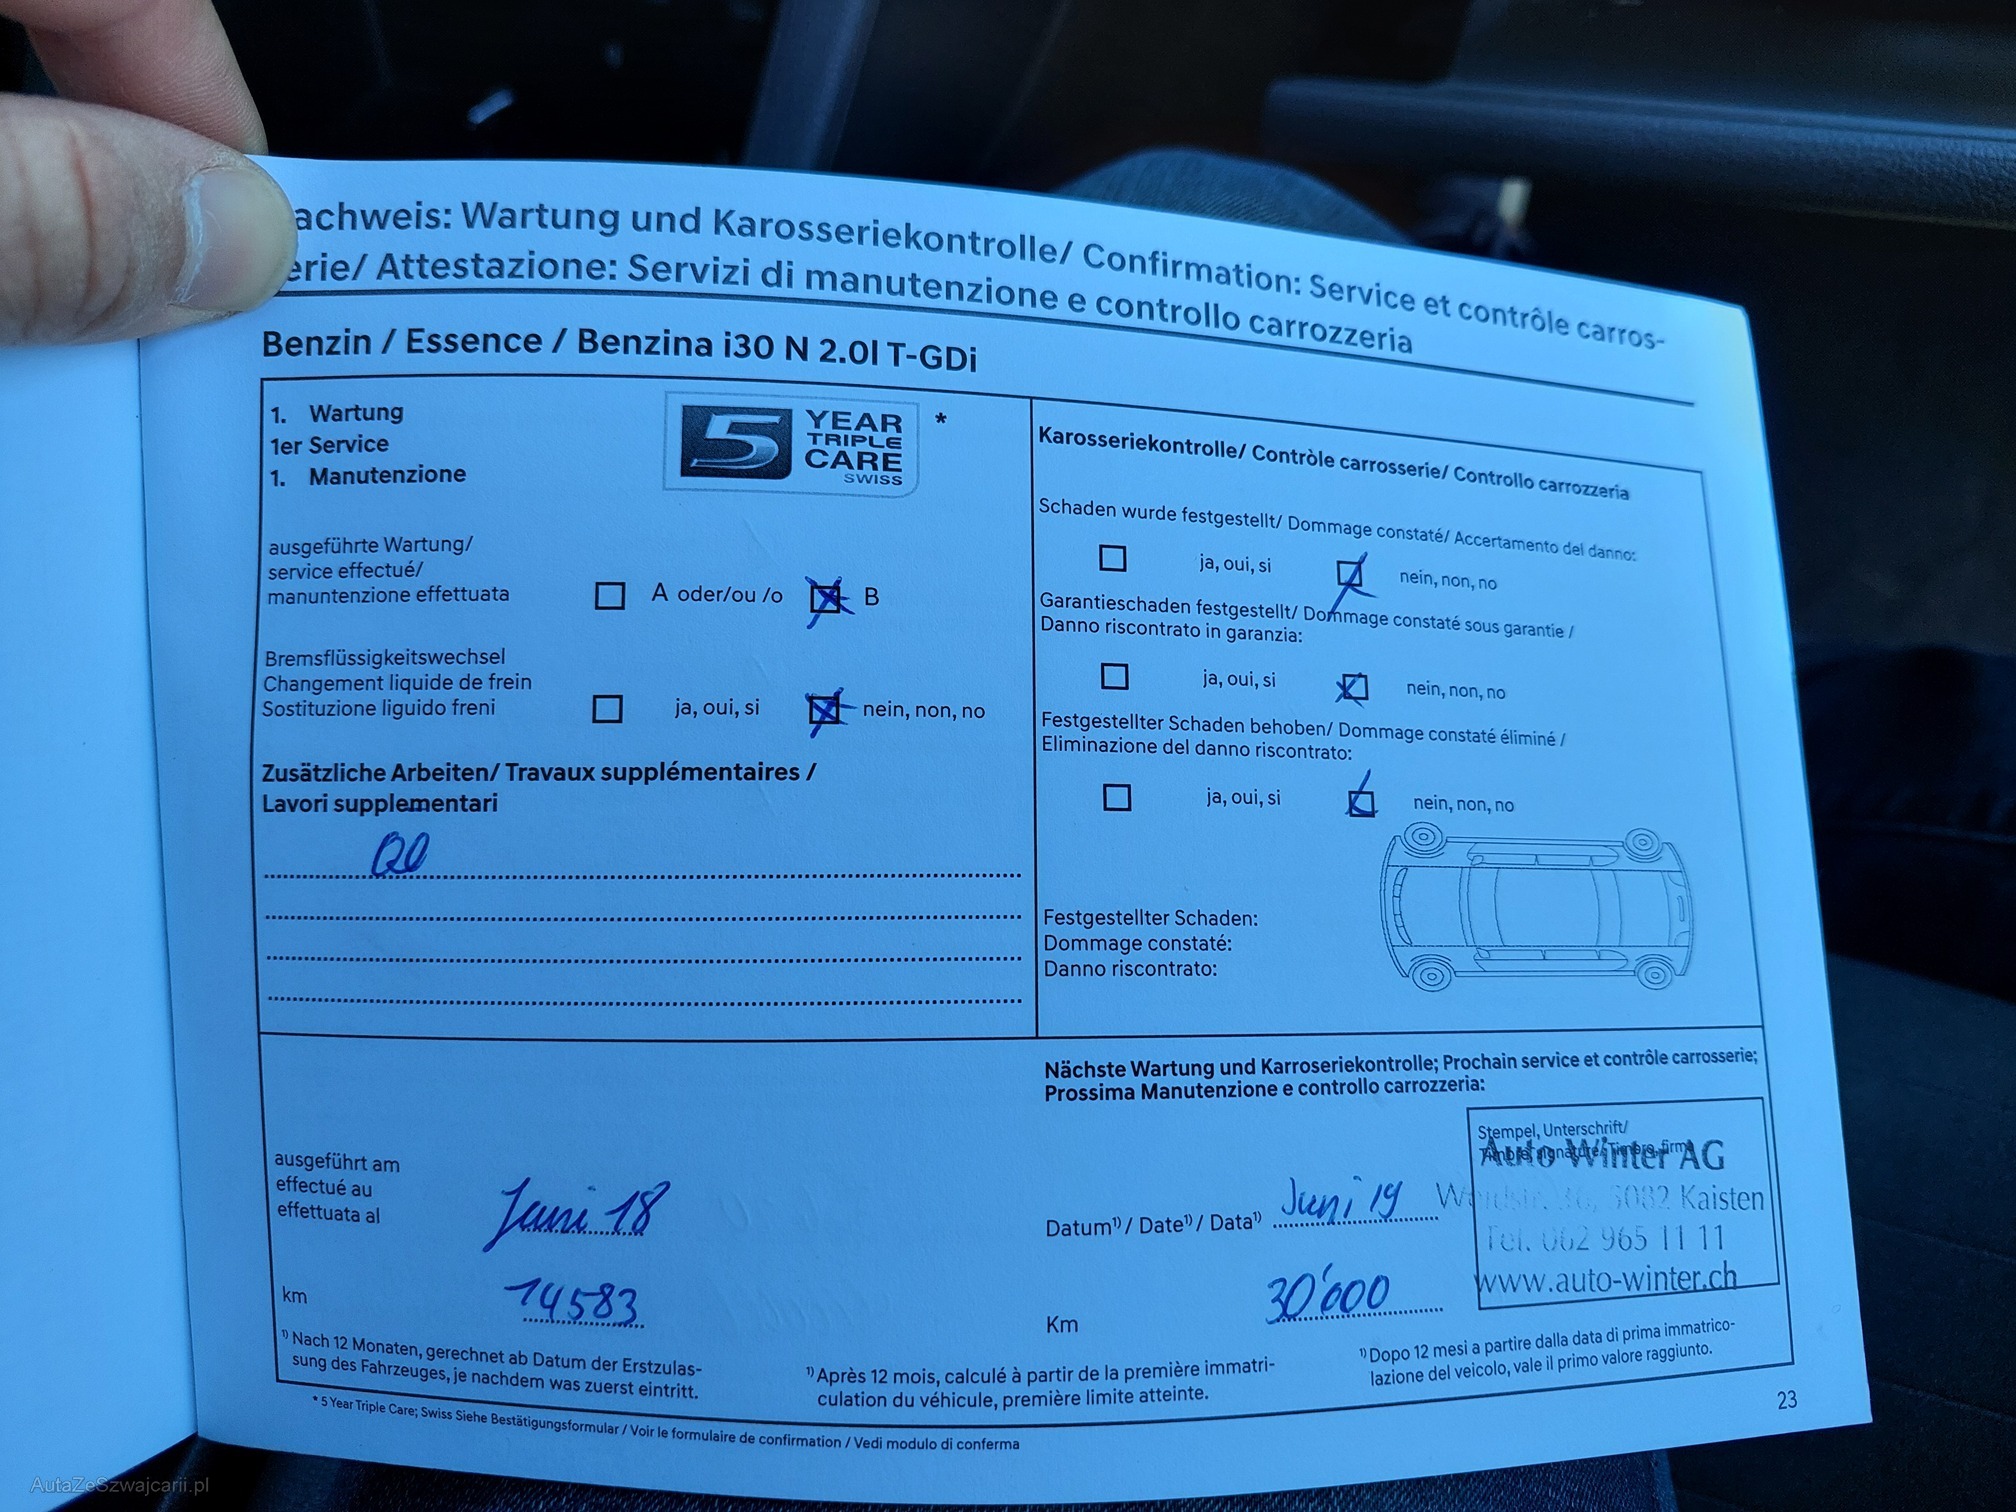 achweis: Wartung und Karosseriekontrolle/ Confirmation: Service et contrôle carros-
erie/ Attestazione: Servizi di manutenzione e controllo carrozzeria
Benzin / Essence / Benzina i30 N 2.0l T-GDi
1. Wartung
1er Service
1. Manutenzione
5 YEAR
TRIPLE
CARE
SWISS
*
ausgeführte Wartung/
service effectué/
manuntenzione effettuata
A oder/ou /o B
Bremsflüssigkeitswechsel
Changement liquide de frein
Sostituzione liguido freni
ja, oui, si nein, non, no
Zusätzliche Arbeiten/ Travaux supplémentaires /
Lavori supplementari
Karosseriekontrolle/ Contrôle carrosserie/ Controllo carrozzeria
Schaden wurde festgestellt/ Dommage constaté/ Accertamento del danno:
ja, oui, si nein, non, no
Garantieschaden festgestellt/ Dommage constaté sous garantie /
Danno riscontrato in garanzia:
ja, oui, si nein, non, no
Festgestellter Schaden behoben/ Dommage constaté éliminé /
Eliminazione del danno riscontrato:
ja, oui, si nein, non, no
Festgestellter Schaden:
Dommage constaté:
Danno riscontrato:
ausgeführt am
effectué au
effettuata al
Juni 18
km
14583
Nächste Wartung und Karroseriekontrolle; Prochain service et contrôle carrosserie;
Prossima Manutenzione e controllo carrozzeria:
Datum¹⁾ / Date¹⁾ / Data¹⁾ Juni 19
Km 30'000
Stempel, Unterschrift/
Auto Winter AG
5082 Kaisten
Tel. 062 965 11 11
www.auto-winter.ch
¹⁾ Nach 12 Monaten, gerechnet ab Datum der Erstzulas-
sung des Fahrzeuges, je nachdem was zuerst eintritt.
¹⁾ Après 12 mois, calculé à partir de la première immatri-
culation du véhicule, première limite atteinte.
¹⁾ Dopo 12 mesi a partire dalla data di prima immatrico-
lazione del veicolo, vale il primo valore raggiunto.
* 5 Year Triple Care; Swiss Siehe Bestätigungsformular / Voir le formulaire de confirmation / Vedi modulo di conferma
23
AutaZeSzwajcarii.pl